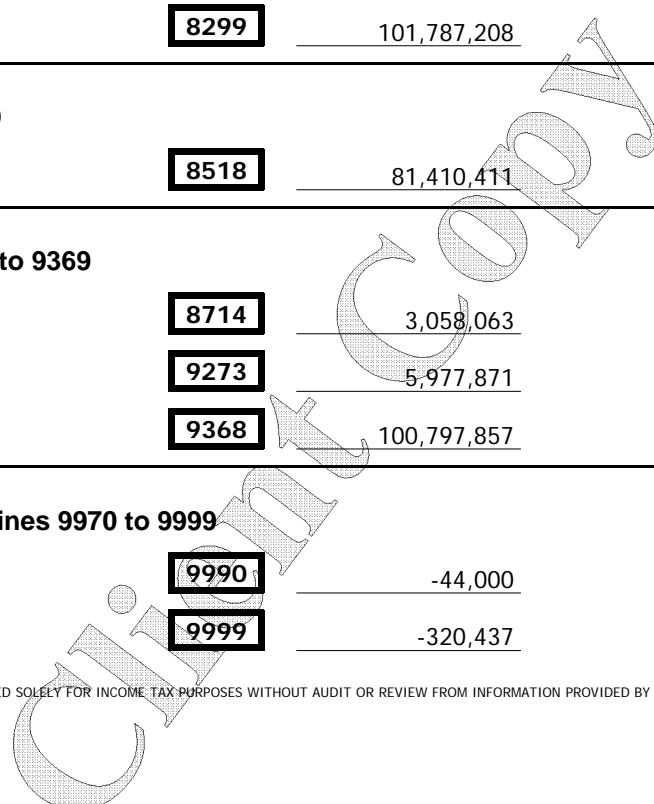 8299 101,787,208
)
8518 81,410,411
to 9369
8714 3,058,063
9273 5,977,871
9368 100,797,857
ines 9970 to 9999
9990 -44,000
9999 -320,437
ED SOLELY FOR INCOME TAX PURPOSES WITHOUT AUDIT OR REVIEW FROM INFORMATION PROVIDED BY
Client Copy